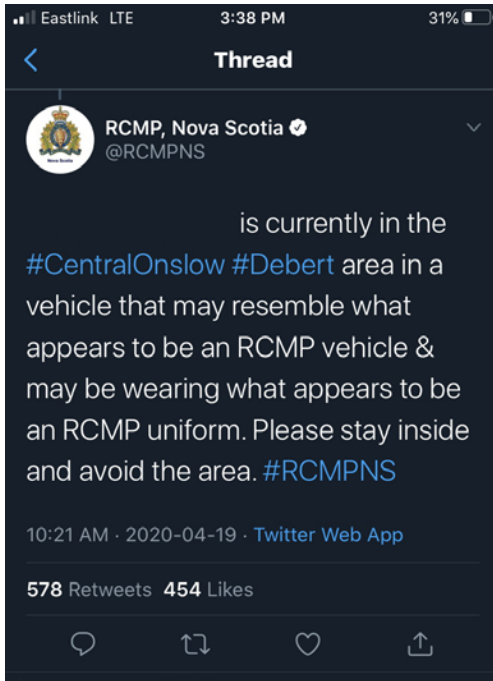 Eastlink LTE 3:38 PM 31%
Thread
RCMP, Nova Scotia
@RCMPNS
is currently in the
#CentralOnslow #Debert area in a
vehicle that may resemble what
appears to be an RCMP vehicle &
may be wearing what appears to be
an RCMP uniform. Please stay inside
and avoid the area. #RCMPNS
10:21 AM · 2020-04-19 · Twitter Web App
578 Retweets 454 Likes